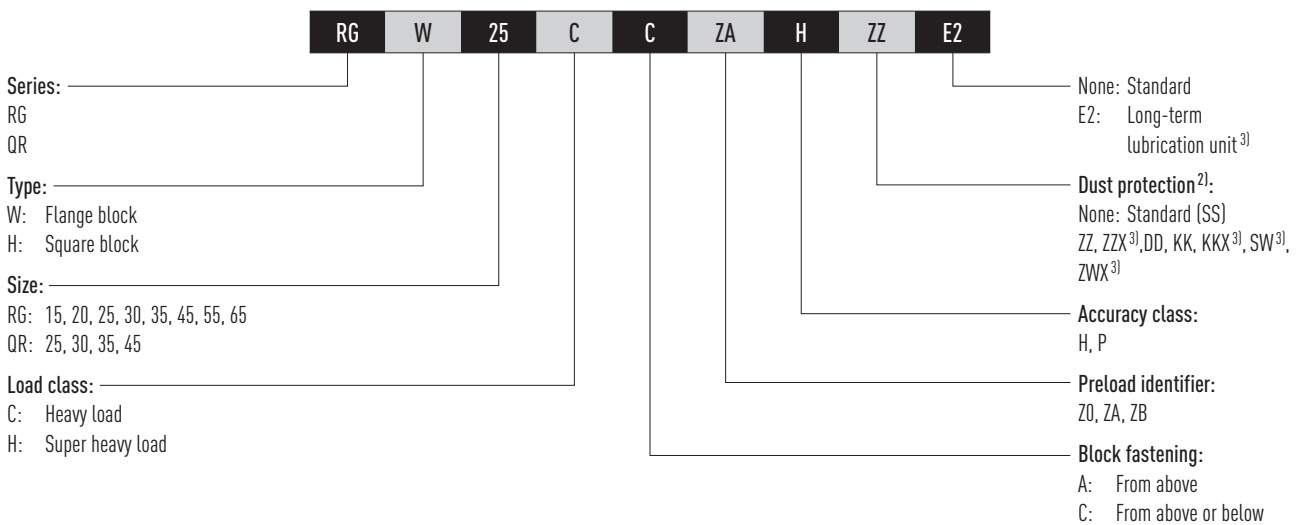 RG W 25 C C ZA H ZZ E2
Series:
RG
QR
Type:
W: Flange block
H: Square block
Size:
RG: 15, 20, 25, 30, 35, 45, 55, 65
QR: 25, 30, 35, 45
Load class:
C: Heavy load
H: Super heavy load
None: Standard
E2: Long-term
lubrication unit 3)
Dust protection 2):
None: Standard (SS)
ZZ, ZZX 3),DD, KK, KKX 3), SW 3),
ZWX 3)
Accuracy class:
H, P
Preload identifier:
Z0, ZA, ZB
Block fastening:
A: From above
C: From above or below